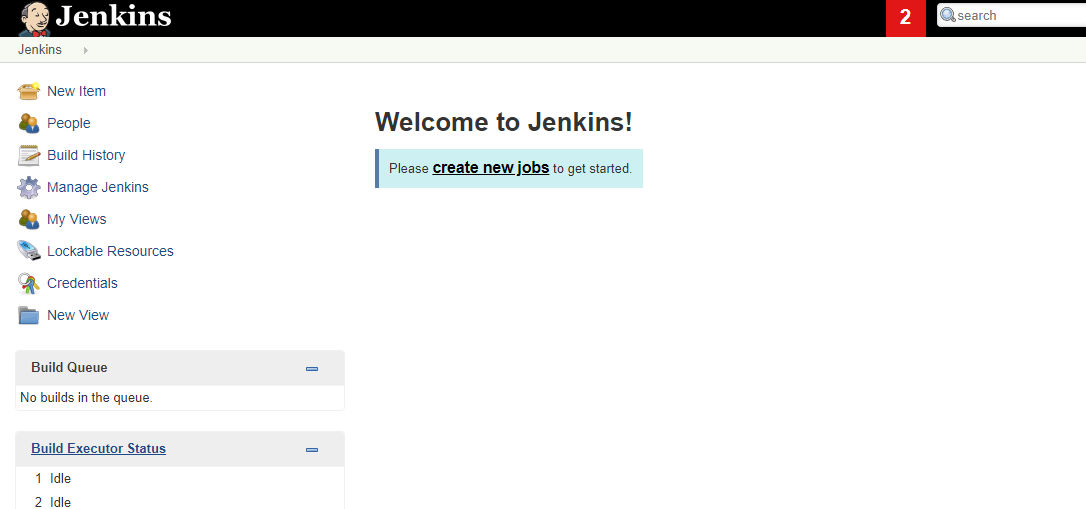 Jenkins
2
search
Jenkins
New Item
People
Build History
Manage Jenkins
My Views
Lockable Resources
Credentials
New View
Welcome to Jenkins!
Please create new jobs to get started.
Build Queue
No builds in the queue.
Build Executor Status
1 Idle
2 Idle